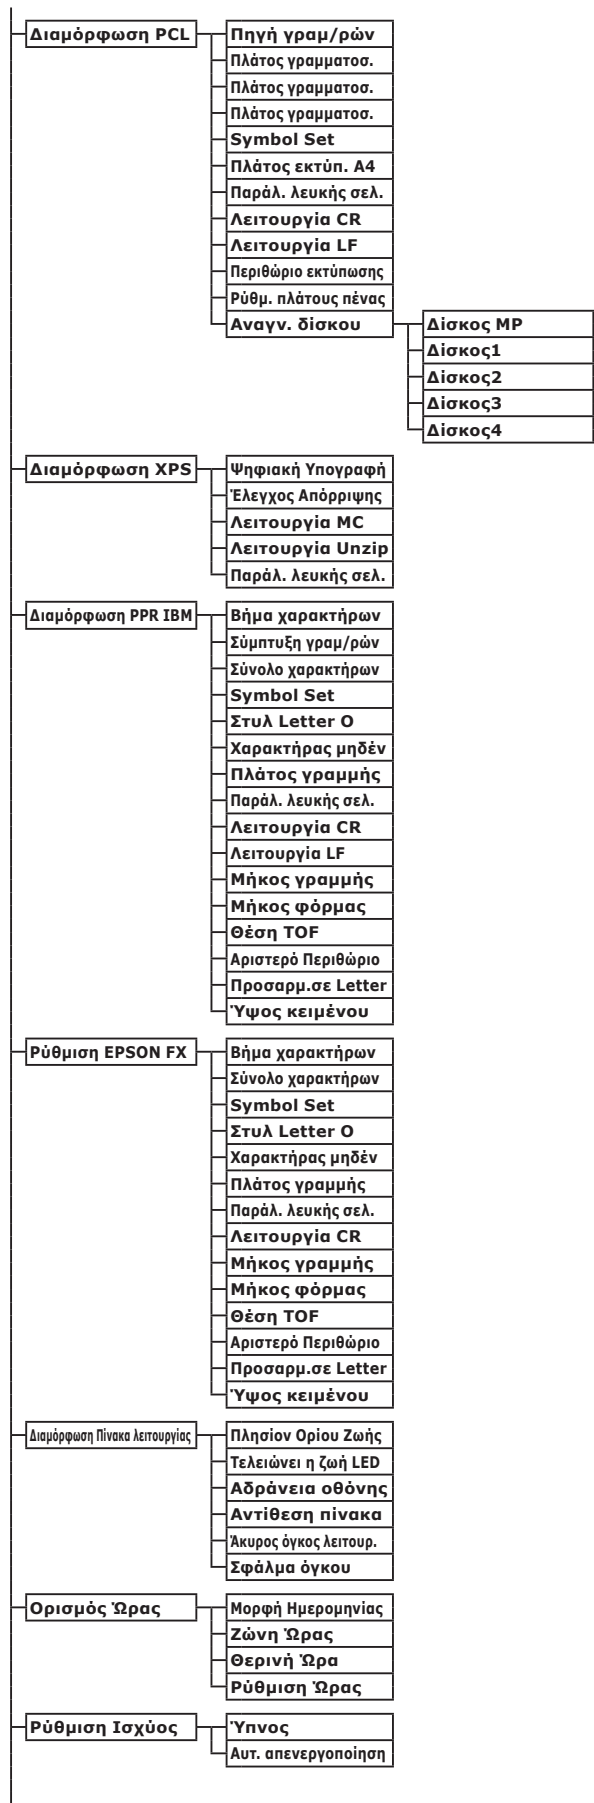 Διαμόρφωση PCL
Πηγή γραμ/ρών
Πλάτος γραμματοσ.
Πλάτος γραμματοσ.
Πλάτος γραμματοσ.
Symbol Set
Πλάτος εκτύπ. A4
Παράλ. λευκής σελ.
Λειτουργία CR
Λειτουργία LF
Περιθώριο εκτύπωσης
Ρύθμ. πλάτους πένας
Αναγν. δίσκου
Δίσκος MP
Δίσκος1
Δίσκος2
Δίσκος3
Δίσκος4
Διαμόρφωση XPS
Ψηφιακή Υπογραφή
Έλεγχος Απόρριψης
Λειτουργία MC
Λειτουργία Unzip
Παράλ. λευκής σελ.
Διαμόρφωση PPR IBM
Βήμα χαρακτήρων
Σύμπτυξη γραμ/ρών
Σύνολο χαρακτήρων
Symbol Set
Στυλ Letter O
Χαρακτήρας μηδέν
Πλάτος γραμμής
Παράλ. λευκής σελ.
Λειτουργία CR
Λειτουργία LF
Μήκος γραμμής
Μήκος φόρμας
Θέση TOF
Αριστερό Περιθώριο
Προσαρμ.σε Letter
Ύψος κειμένου
Ρύθμιση EPSON FX
Βήμα χαρακτήρων
Σύνολο χαρακτήρων
Symbol Set
Στυλ Letter O
Χαρακτήρας μηδέν
Πλάτος γραμμής
Παράλ. λευκής σελ.
Λειτουργία CR
Μήκος γραμμής
Μήκος φόρμας
Θέση TOF
Αριστερό Περιθώριο
Προσαρμ.σε Letter
Ύψος κειμένου
Διαμόρφωση Πίνακα λειτουργίας
Πλησίον Ορίου Ζωής
Τελειώνει η ζωή LED
Αδράνεια οθόνης
Αντίθεση πίνακα
Άκυρος όγκος λειτουρ.
Σφάλμα όγκου
Ορισμός Ώρας
Μορφή Ημερομηνίας
Ζώνη Ώρας
Θερινή Ώρα
Ρύθμιση Ώρας
Ρύθμιση Ισχύος
Ύπνος
Αυτ. απενεργοποίηση